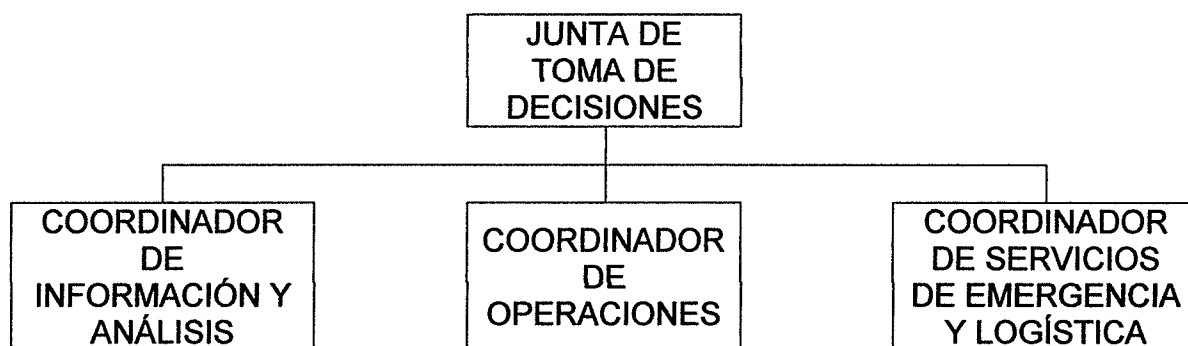 JUNTA DE
TOMA DE
DECISIONES
COORDINADOR
DE
INFORMACIÓN Y
ANÁLISIS
COORDINADOR
DE
OPERACIONES
COORDINADOR
DE SERVICIOS
DE EMERGENCIA
Y LOGÍSTICA